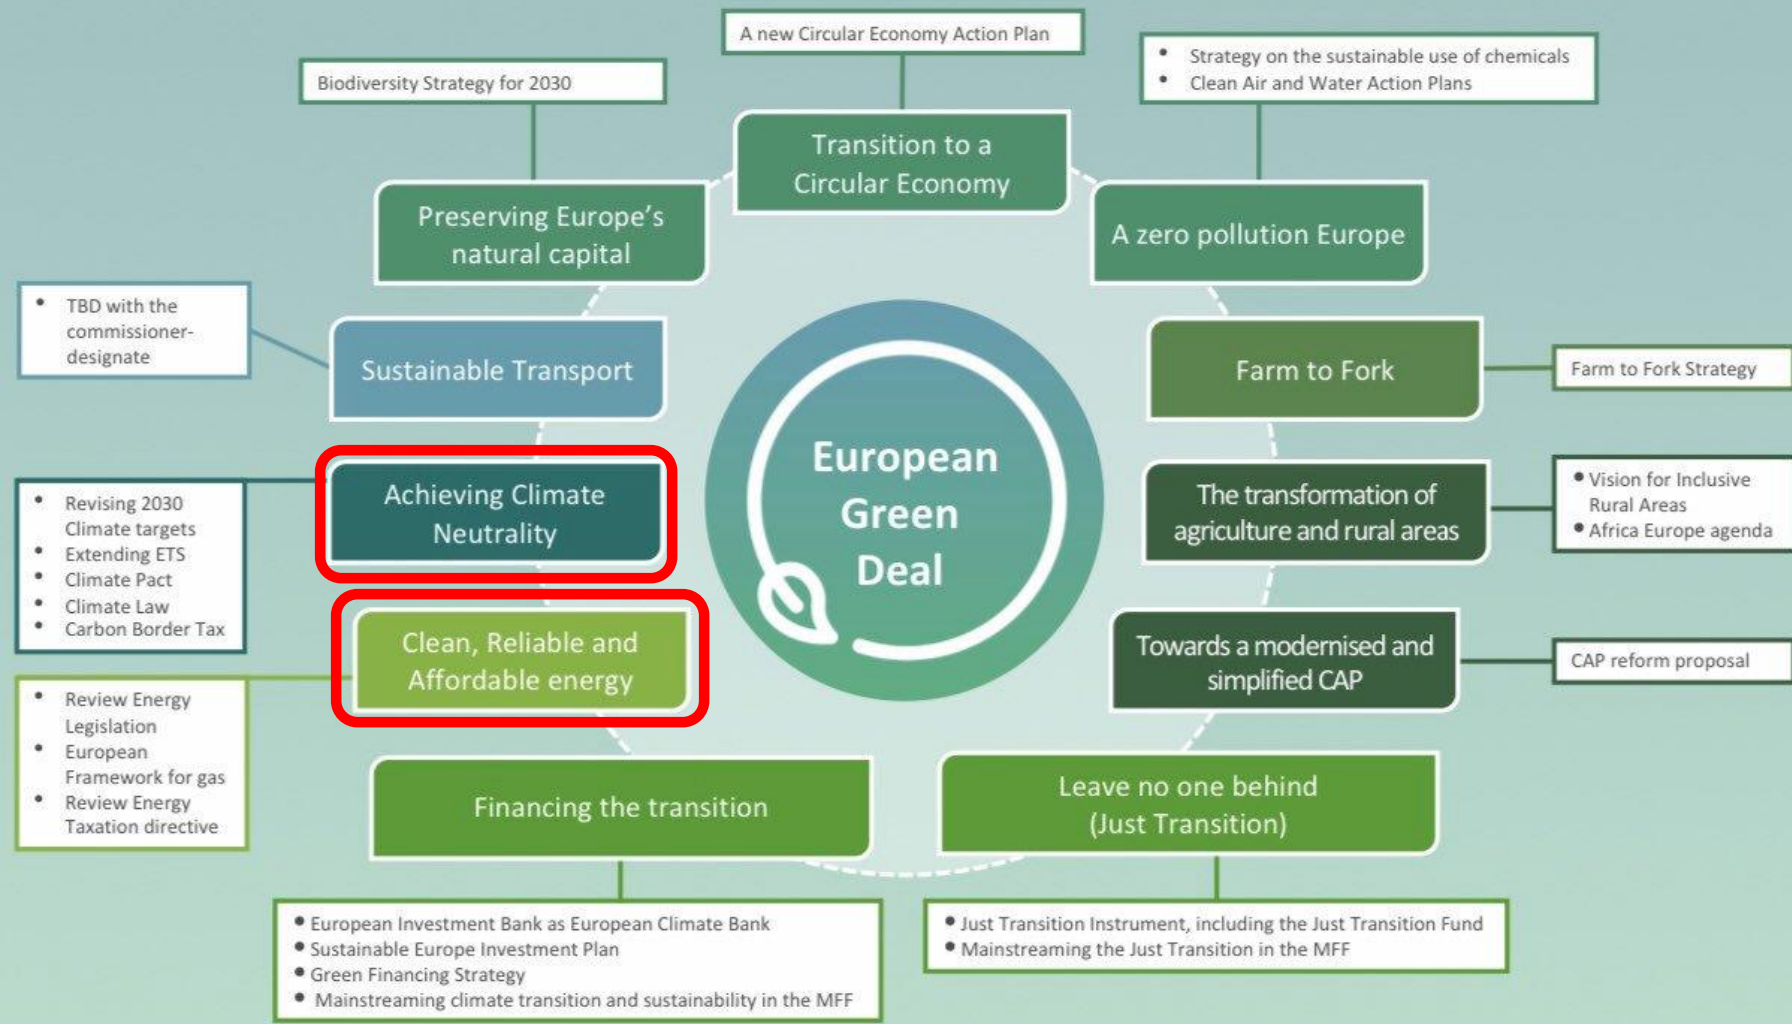 A new Circular Economy Action Plan
• Strategy on the sustainable use of chemicals
• Clean Air and Water Action Plans
Biodiversity Strategy for 2030
Transition to a
Circular Economy
Preserving Europe's
natural capital
A zero pollution Europe
• TBD with the
commissioner-
designate
Sustainable Transport
Farm to Fork
Farm to Fork Strategy
European
Green
Deal
Achieving Climate
Neutrality
• Revising 2030
Climate targets
• Extending ETS
• Climate Pact
• Climate Law
• Carbon Border Tax
The transformation of
agriculture and rural areas
• Vision for Inclusive
Rural Areas
• Africa Europe agenda
Clean, Reliable and
Affordable energy
• Review Energy
Legislation
• European
Framework for gas
• Review Energy
Taxation directive
Towards a modernised and
simplified CAP
CAP reform proposal
Financing the transition
Leave no one behind
(Just Transition)
• European Investment Bank as European Climate Bank
• Sustainable Europe Investment Plan
• Green Financing Strategy
• Mainstreaming climate transition and sustainability in the MFF
• Just Transition Instrument, including the Just Transition Fund
• Mainstreaming the Just Transition in the MFF